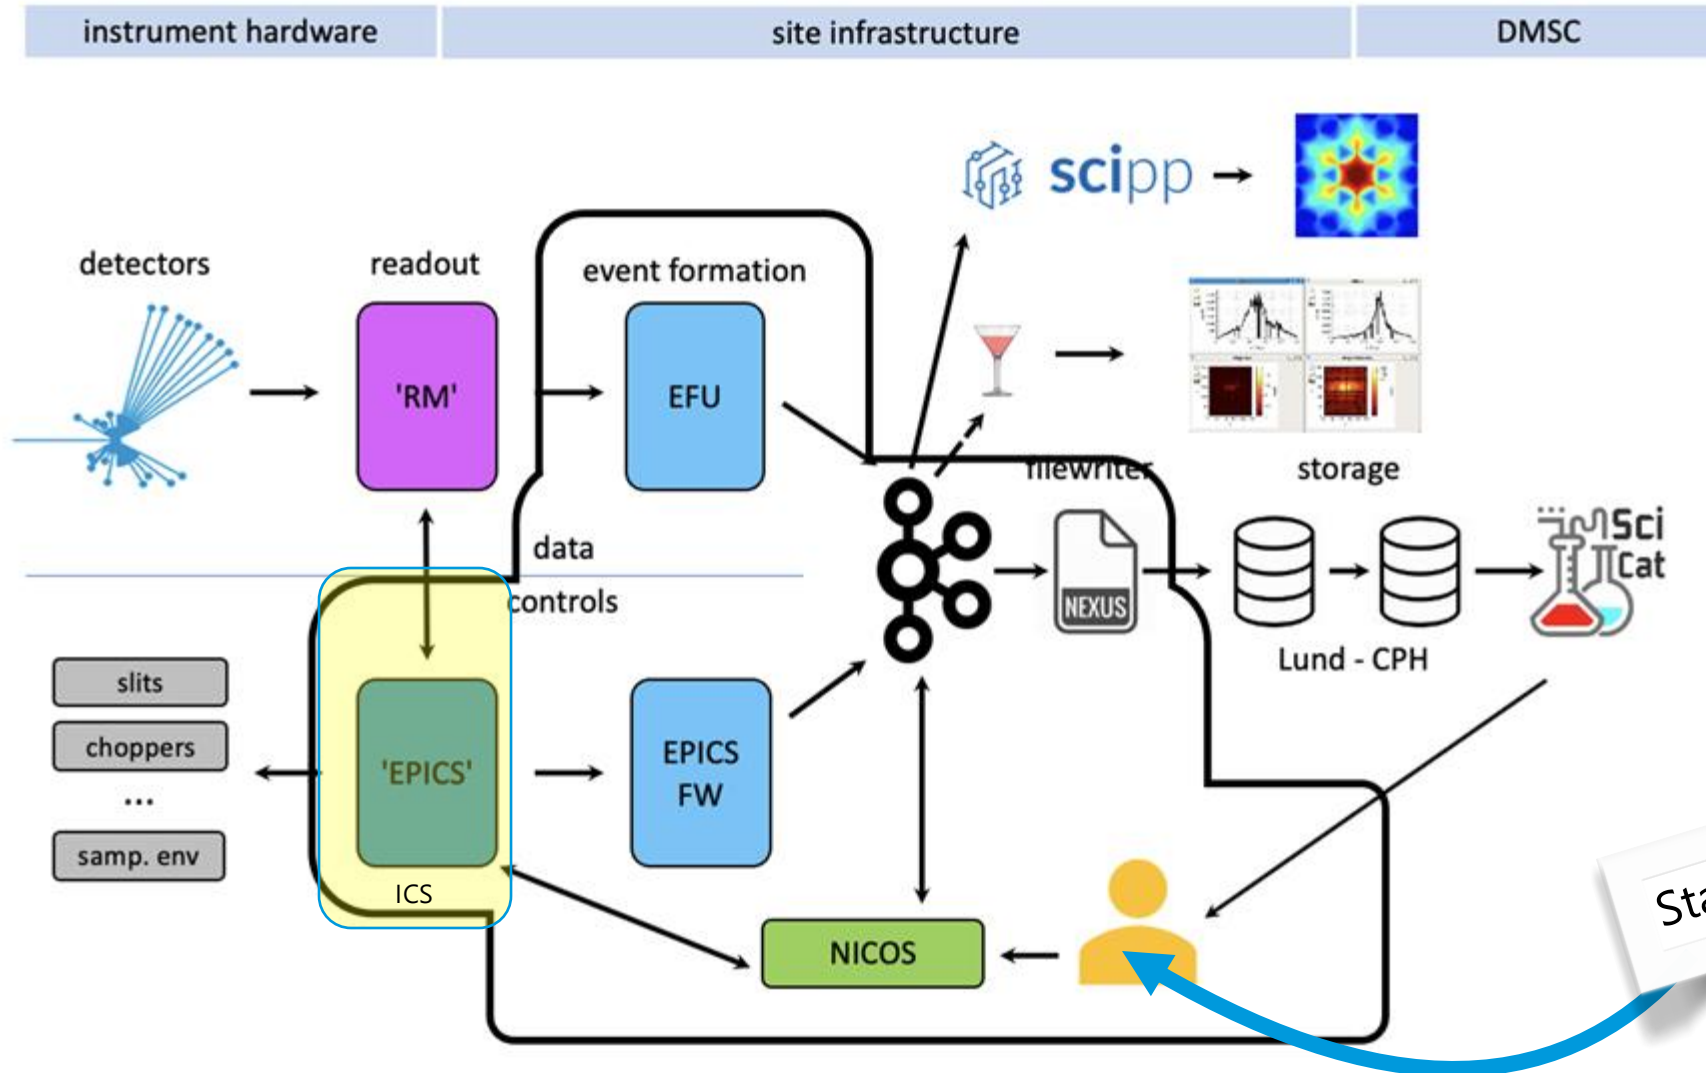 instrument hardware
site infrastructure
DMSC
scipp
detectors
readout
event formation
'RM'
EFU
filewriter
storage
data
controls
NEXUS
Sci
Cat
Lund - CPH
slits
choppers
...
samp. env
'EPICS'
ICS
EPICS
FW
NICOS